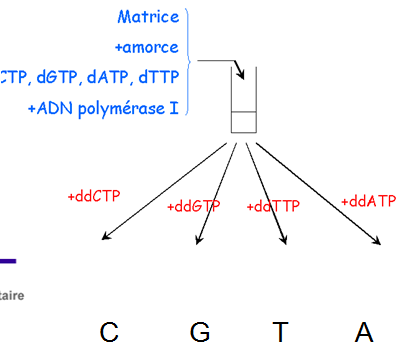 Matrice
+amorce
CTP, dGTP, dATP, dTTP
+ADN polymérase I
+ddCTP
+ddGTP
+ddTTP
+ddATP
taire
C G T A